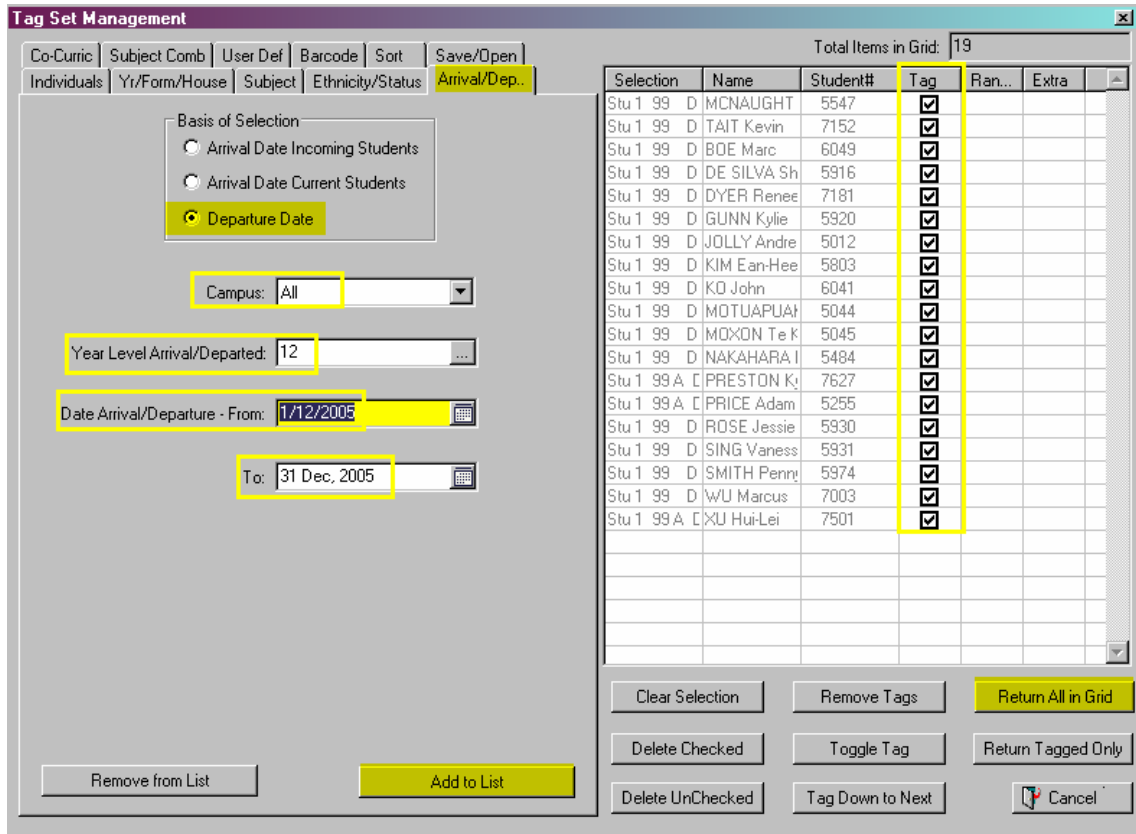 Tag Set Management
Co-Curric Subject Comb User Def Barcode Sort Save/Open
Individuals Yr/Form/House Subject Ethnicity/Status Arrival/Dep..
Basis of Selection
Arrival Date Incoming Students
Arrival Date Current Students
Departure Date
Campus: All
Year Level Arrival/Departed: 12 ...
Date Arrival/Departure - From: 1/12/2005
To: 31 Dec, 2005
Remove from List Add to List
Total Items in Grid: 19
Selection Name Student# Tag Ran... Extra
Stu 1 99 D MCNAUGHT 5547
Stu 1 99 D TAIT Kevin 7152
Stu 1 99 D BOE Marc 6049
Stu 1 99 D DE SILVA Sh 5916
Stu 1 99 D DYER Renee 7181
Stu 1 99 D GUNN Kylie 5920
Stu 1 99 D JOLLY Andre 5012
Stu 1 99 D KIM Ean-Hee 5803
Stu 1 99 D KO John 6041
Stu 1 99 D MOTUAPUAH 5044
Stu 1 99 D MOXON Te K 5045
Stu 1 99 D NAKAHARA 5484
Stu 1 99 A PRESTON 7627
Stu 1 99 A PRICE Adam 5255
Stu 1 99 D ROSE Jessie 5930
Stu 1 99 D SING Vaness 5931
Stu 1 99 D SMITH Penny 5974
Stu 1 99 D WU Marcus 7003
Stu 1 99 A XU Hui-Lei 7501
Clear Selection Remove Tags Return All in Grid
Delete Checked Toggle Tag Return Tagged Only
Delete UnChecked Tag Down to Next Cancel